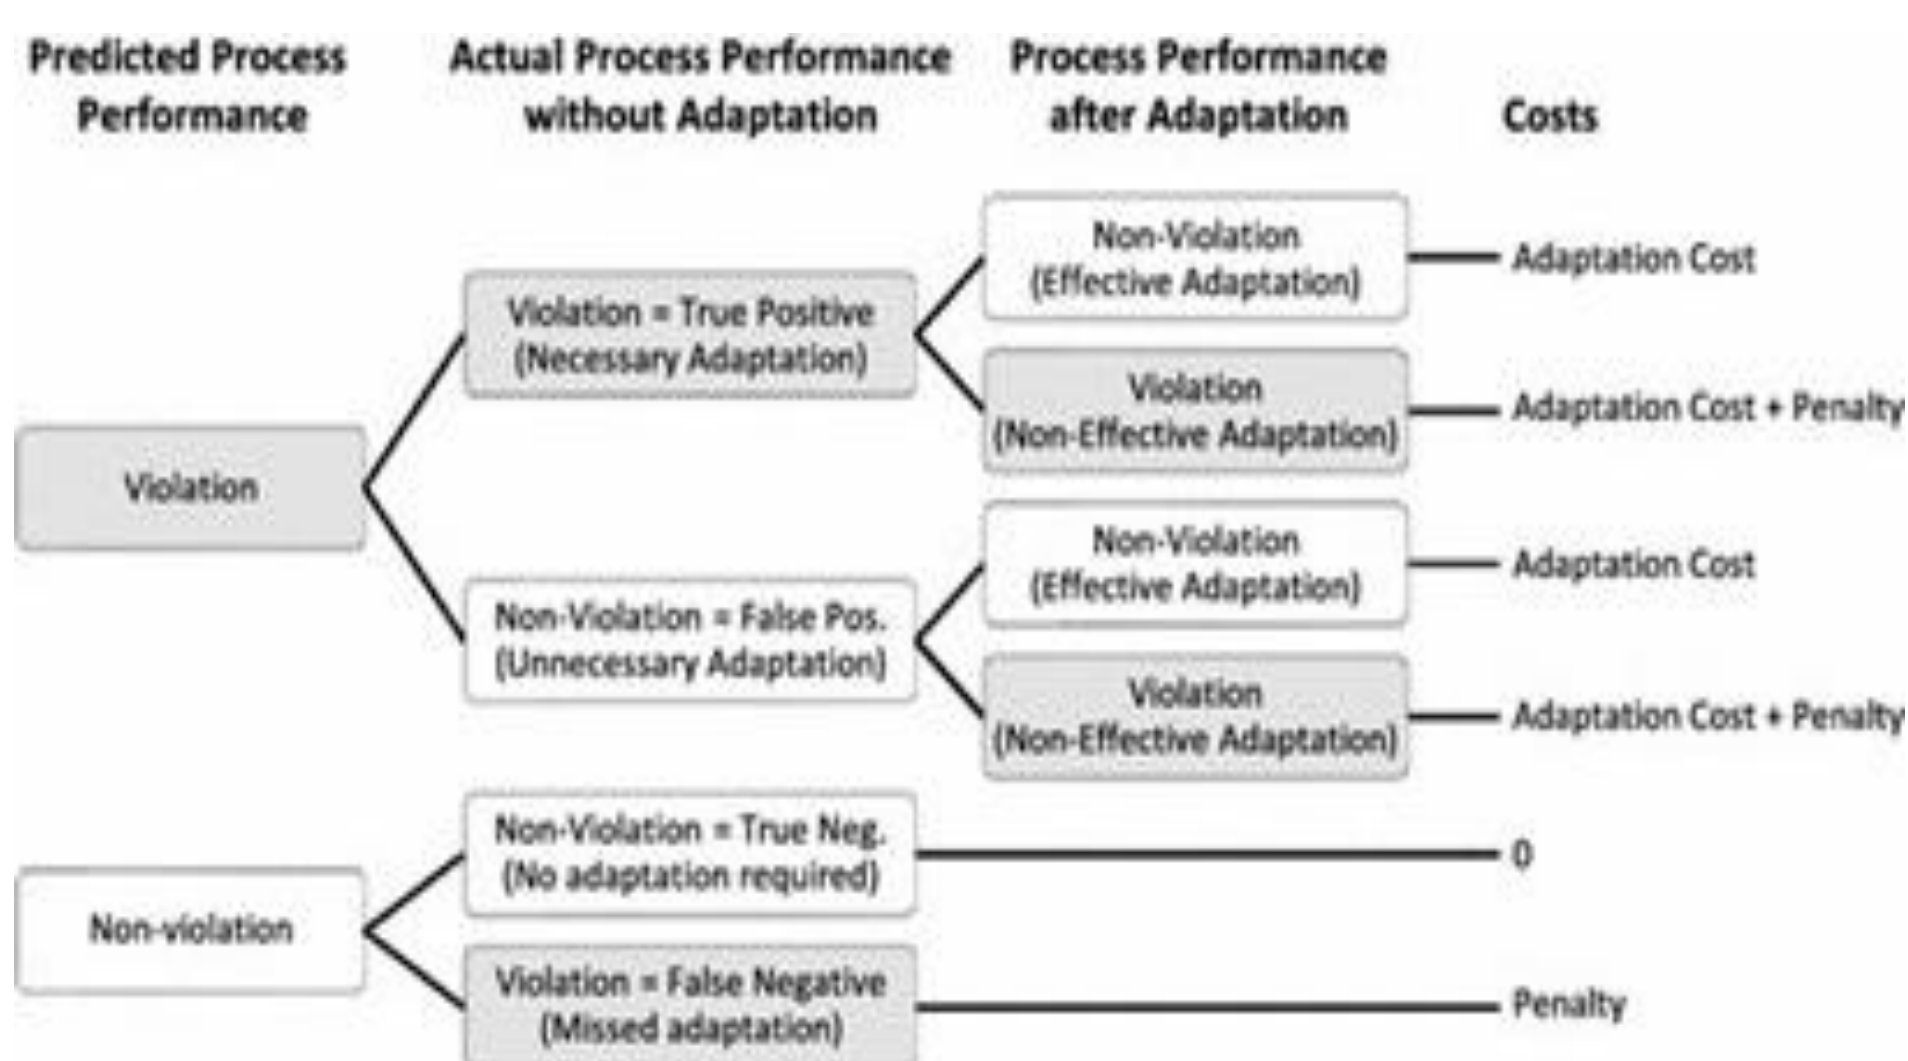 Predicted Process
Performance
Actual Process Performance
without Adaptation
Process Performance
after Adaptation
Costs
Violation
Violation = True Positive
(Necessary Adaptation)
Non-Violation
(Effective Adaptation)
Adaptation Cost
Violation
(Non-Effective Adaptation)
Adaptation Cost + Penalty
Non-Violation = False Pos.
(Unnecessary Adaptation)
Non-Violation
(Effective Adaptation)
Adaptation Cost
Violation
(Non-Effective Adaptation)
Adaptation Cost + Penalty
Non-violation
Non-Violation = True Neg.
(No adaptation required)
0
Violation = False Negative
(Missed adaptation)
Penalty